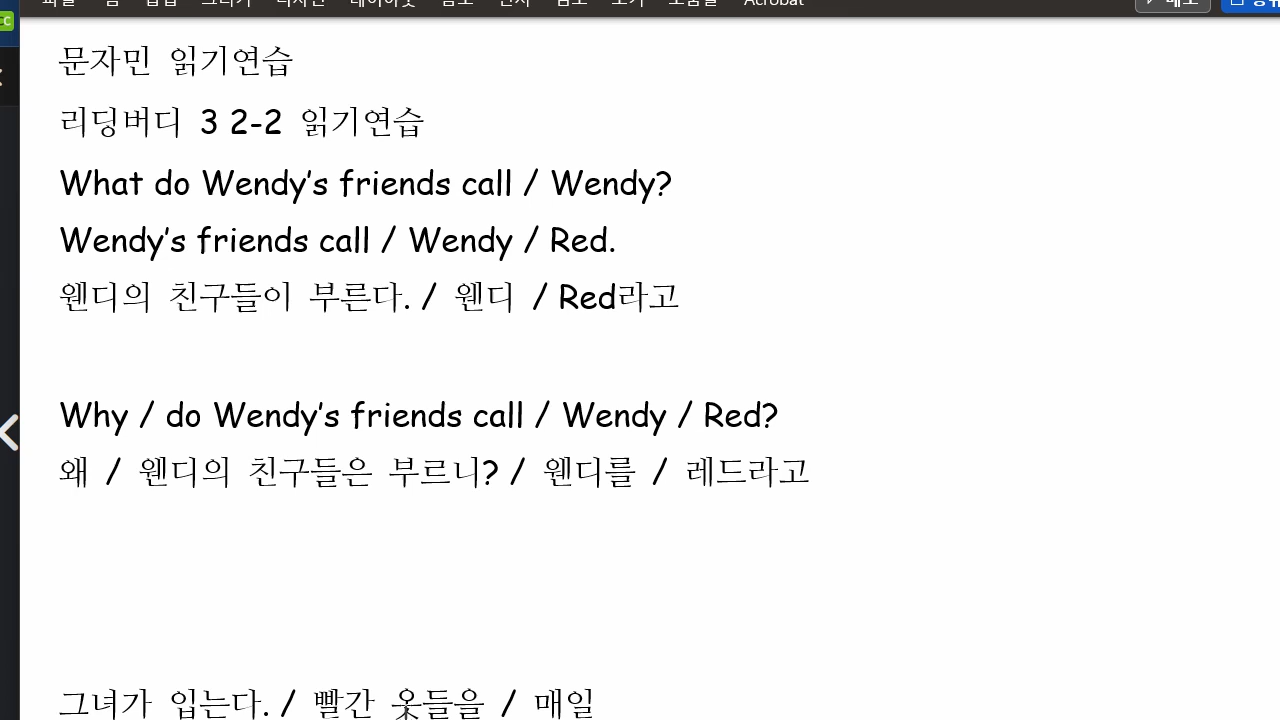 Acrobat
문자민 읽기연습
리딩버디 3 2-2 읽기연습
What do Wendy's friends call / Wendy?
Wendy's friends call / Wendy / Red.
웬디의 친구들이 부른다. / 웬디 / Red라고
Why / do Wendy's friends call / Wendy / Red?
왜 / 웬디의 친구들은 부르니? / 웬디를 / 레드라고
그녀가 입는다. / 빨간 옷들을 / 매일